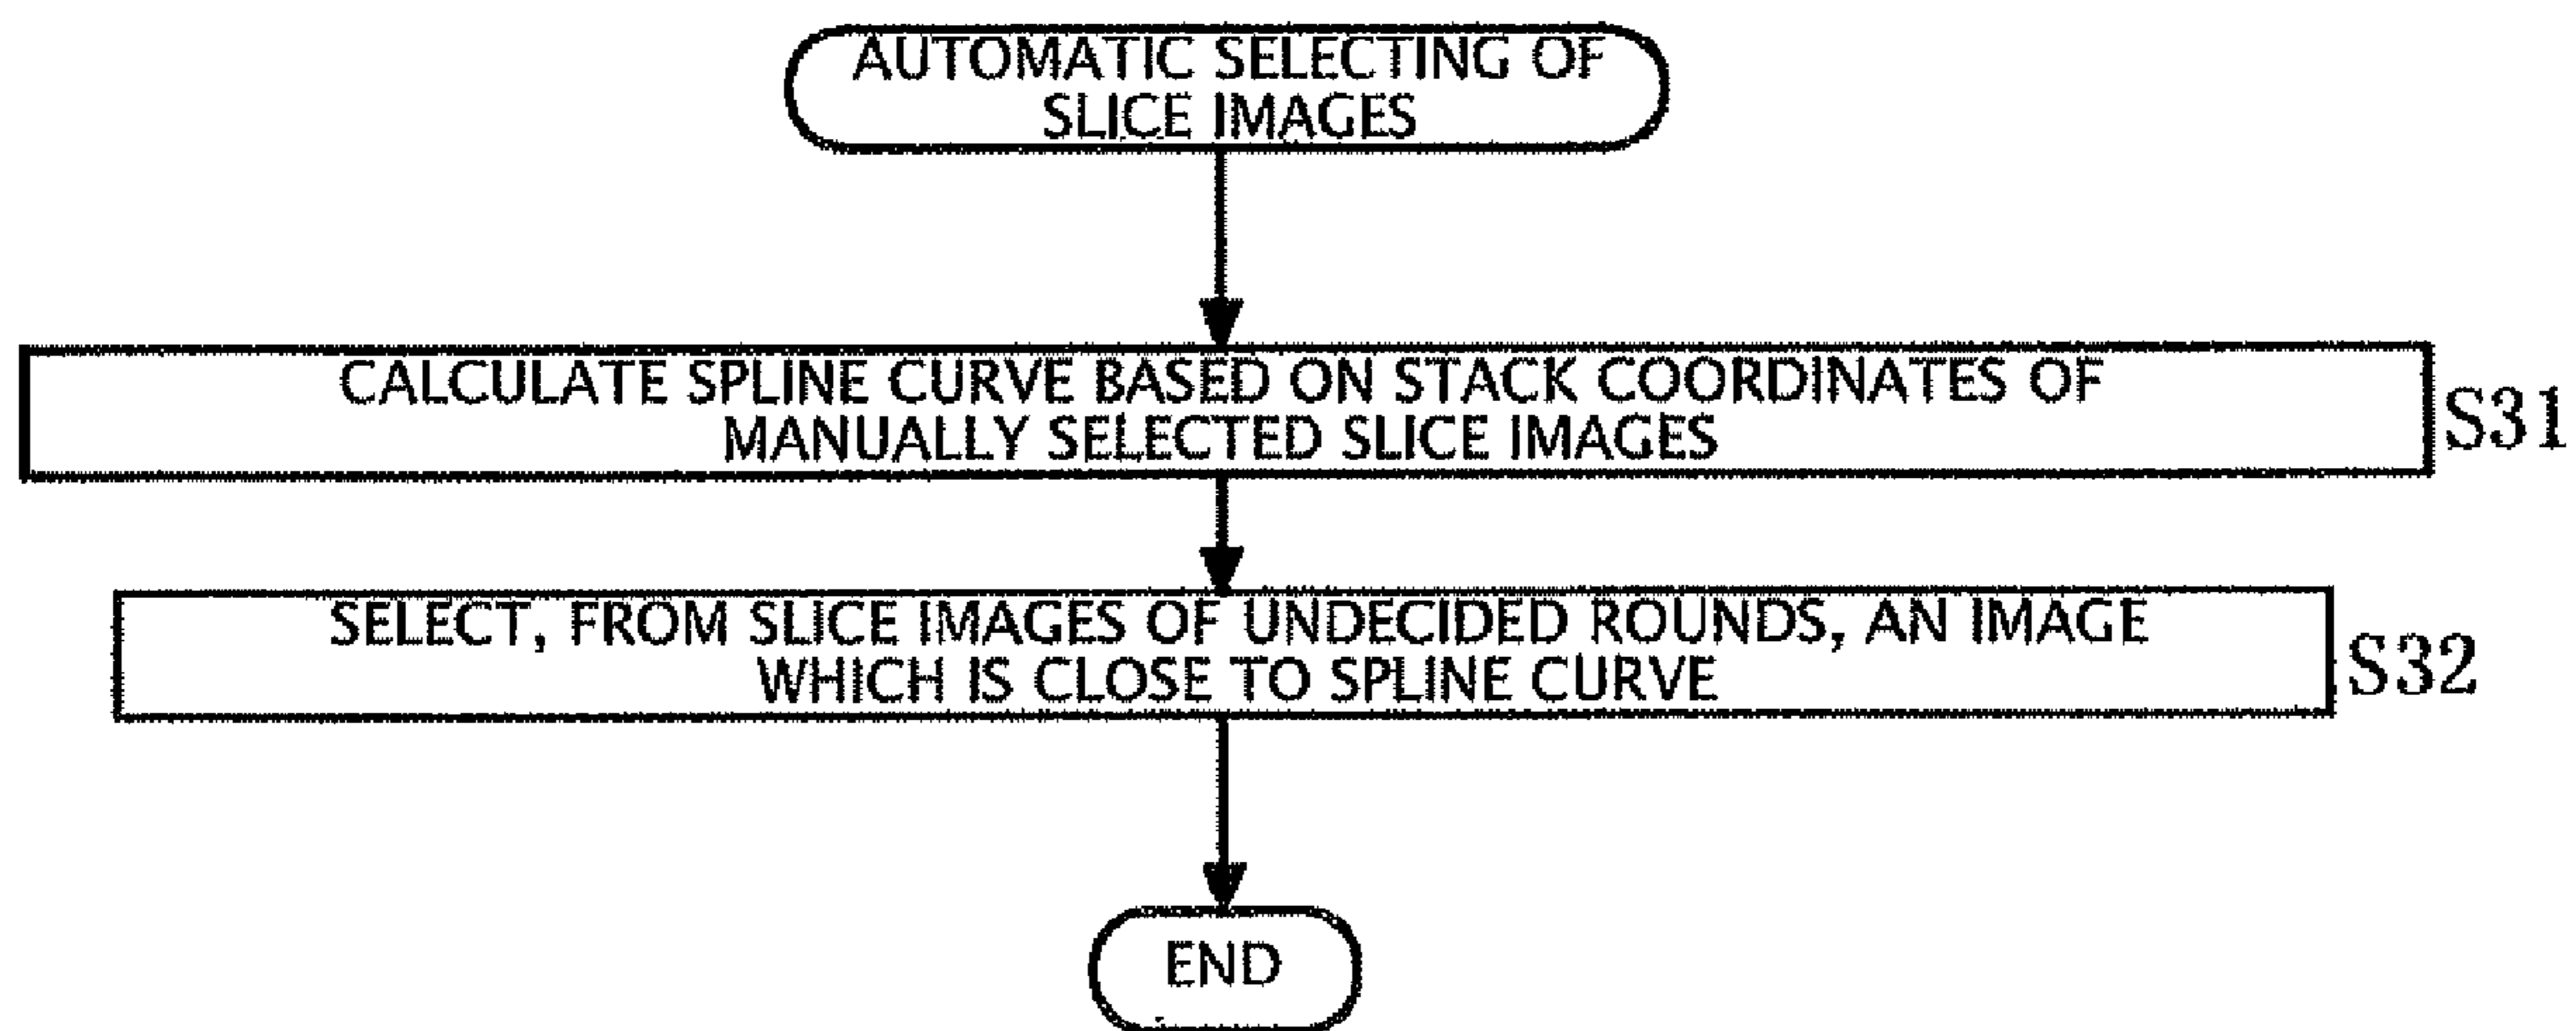 AUTOMATIC SELECTING OF
SLICE IMAGES
CALCULATE SPLINE CURVE BASED ON STACK COORDINATES OF
MANUALLY SELECTED SLICE IMAGES
S31
SELECT, FROM SLICE IMAGES OF UNDECIDED ROUNDS, AN IMAGE
WHICH IS CLOSE TO SPLINE CURVE
S32
END